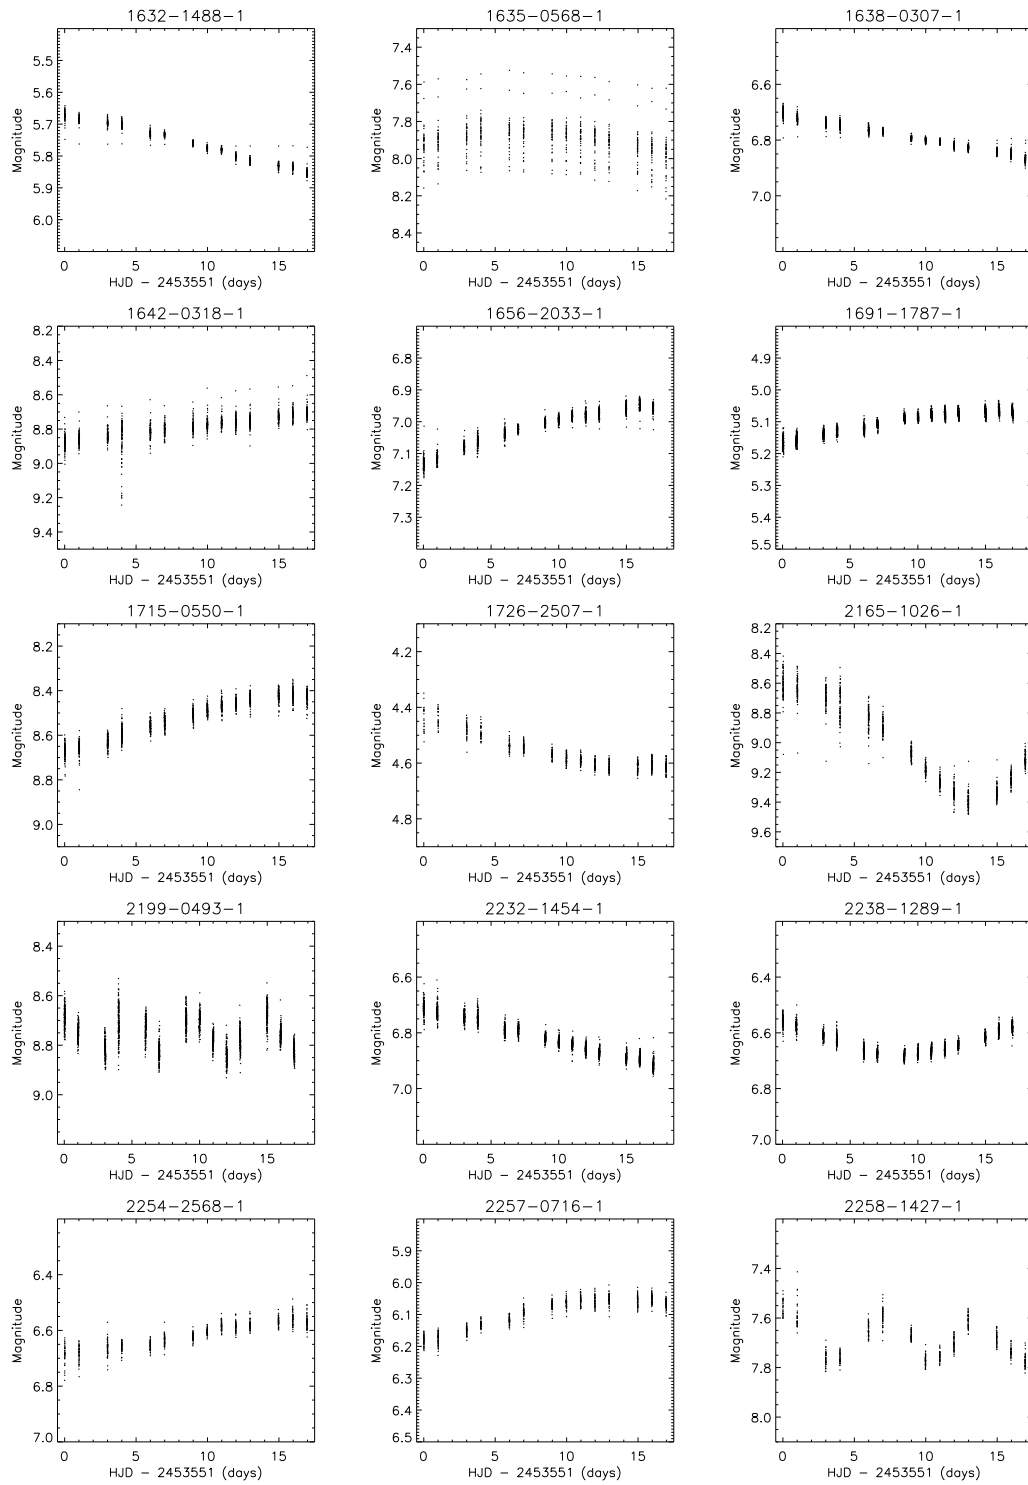 1632-1488-1
1635-0568-1
1638-0307-1
Magnitude
5.5
5.6
5.7
5.8
5.9
6.0
0 5 10 15
HJD - 2453551 (days)
Magnitude
7.4
7.6
7.8
8.0
8.2
8.4
0 5 10 15
HJD - 2453551 (days)
Magnitude
6.6
6.8
7.0
0 5 10 15
HJD - 2453551 (days)
1642-0318-1
1656-2033-1
1691-1787-1
Magnitude
8.2
8.4
8.6
8.8
9.0
9.2
9.4
0 5 10 15
HJD - 2453551 (days)
Magnitude
6.8
6.9
7.0
7.1
7.2
7.3
0 5 10 15
HJD - 2453551 (days)
Magnitude
4.9
5.0
5.1
5.2
5.3
5.4
5.5
0 5 10 15
HJD - 2453551 (days)
1715-0550-1
1726-2507-1
2165-1026-1
Magnitude
8.2
8.4
8.6
8.8
9.0
0 5 10 15
HJD - 2453551 (days)
Magnitude
4.2
4.4
4.6
4.8
0 5 10 15
HJD - 2453551 (days)
Magnitude
8.2
8.4
8.6
8.8
9.0
9.2
9.4
9.6
0 5 10 15
HJD - 2453551 (days)
2199-0493-1
2232-1454-1
2238-1289-1
Magnitude
8.4
8.6
8.8
9.0
0 5 10 15
HJD - 2453551 (days)
Magnitude
6.6
6.8
7.0
0 5 10 15
HJD - 2453551 (days)
Magnitude
6.4
6.6
6.8
7.0
0 5 10 15
HJD - 2453551 (days)
2254-2568-1
2257-0716-1
2258-1427-1
Magnitude
6.4
6.6
6.8
7.0
0 5 10 15
HJD - 2453551 (days)
Magnitude
5.9
6.0
6.1
6.2
6.3
6.4
6.5
0 5 10 15
HJD - 2453551 (days)
Magnitude
7.4
7.6
7.8
8.0
0 5 10 15
HJD - 2453551 (days)